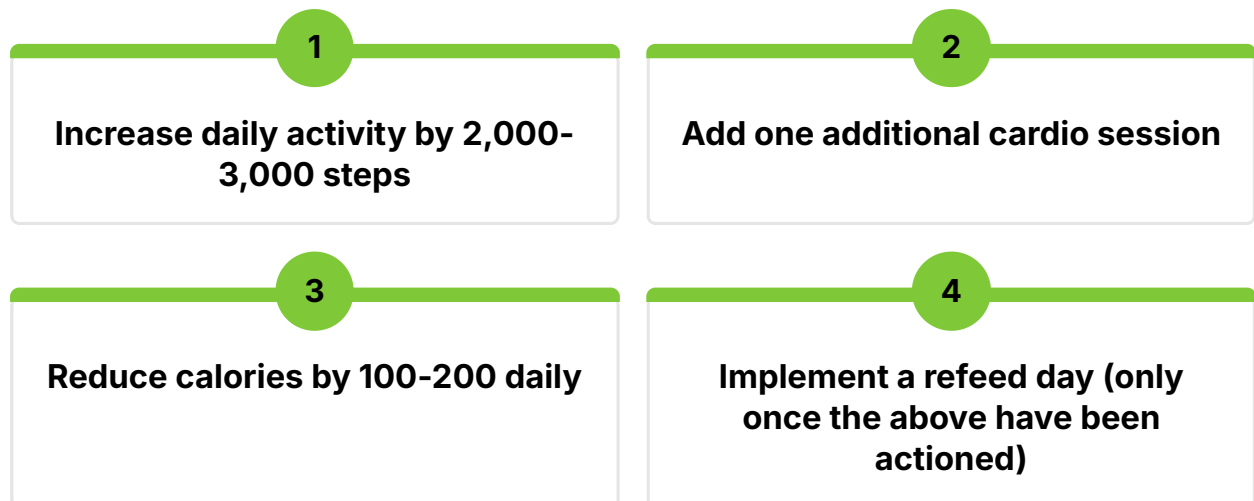 1
Increase daily activity by 2,000-
3,000 steps
2
Add one additional cardio session
3
Reduce calories by 100-200 daily
4
Implement a refeed day (only
once the above have been
actioned)